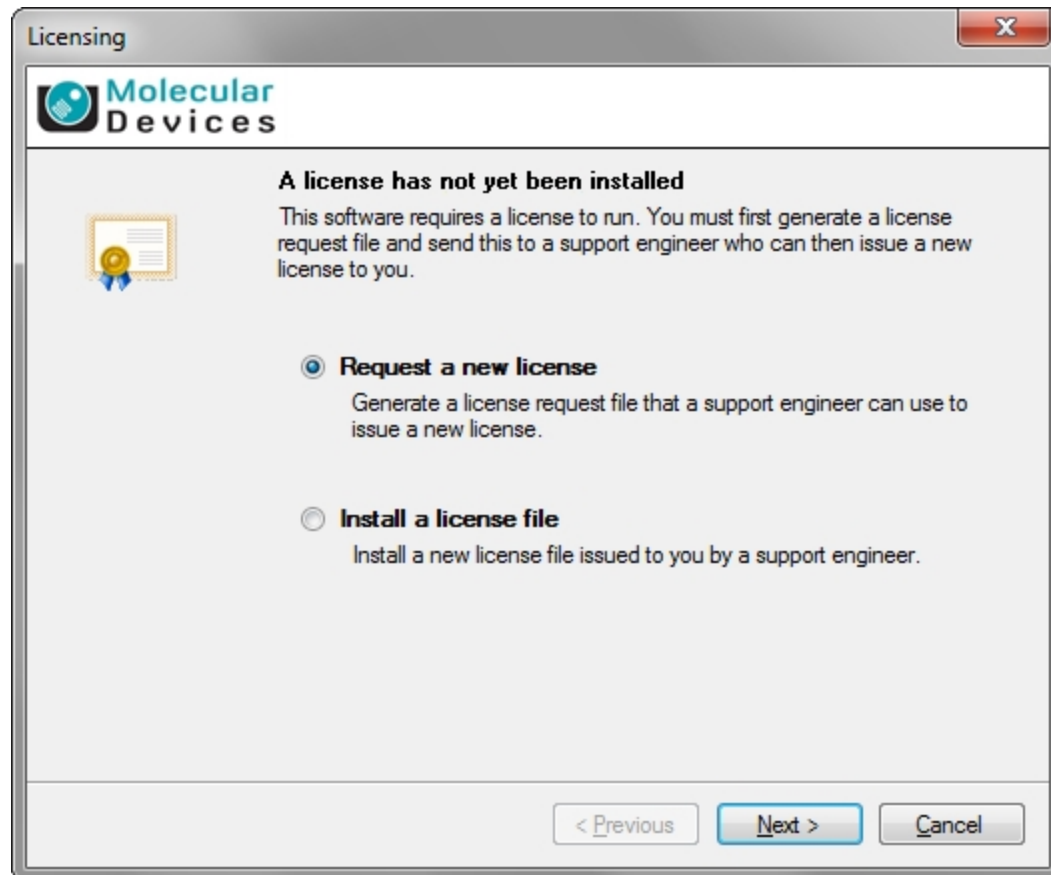 Licensing
Molecular
Devices
A license has not yet been installed
This software requires a license to run. You must first generate a license
request file and send this to a support engineer who can then issue a new
license to you.
Request a new license
Generate a license request file that a support engineer can use to
issue a new license.
Install a license file
Install a new license file issued to you by a support engineer.
< Previous
Next >
Cancel